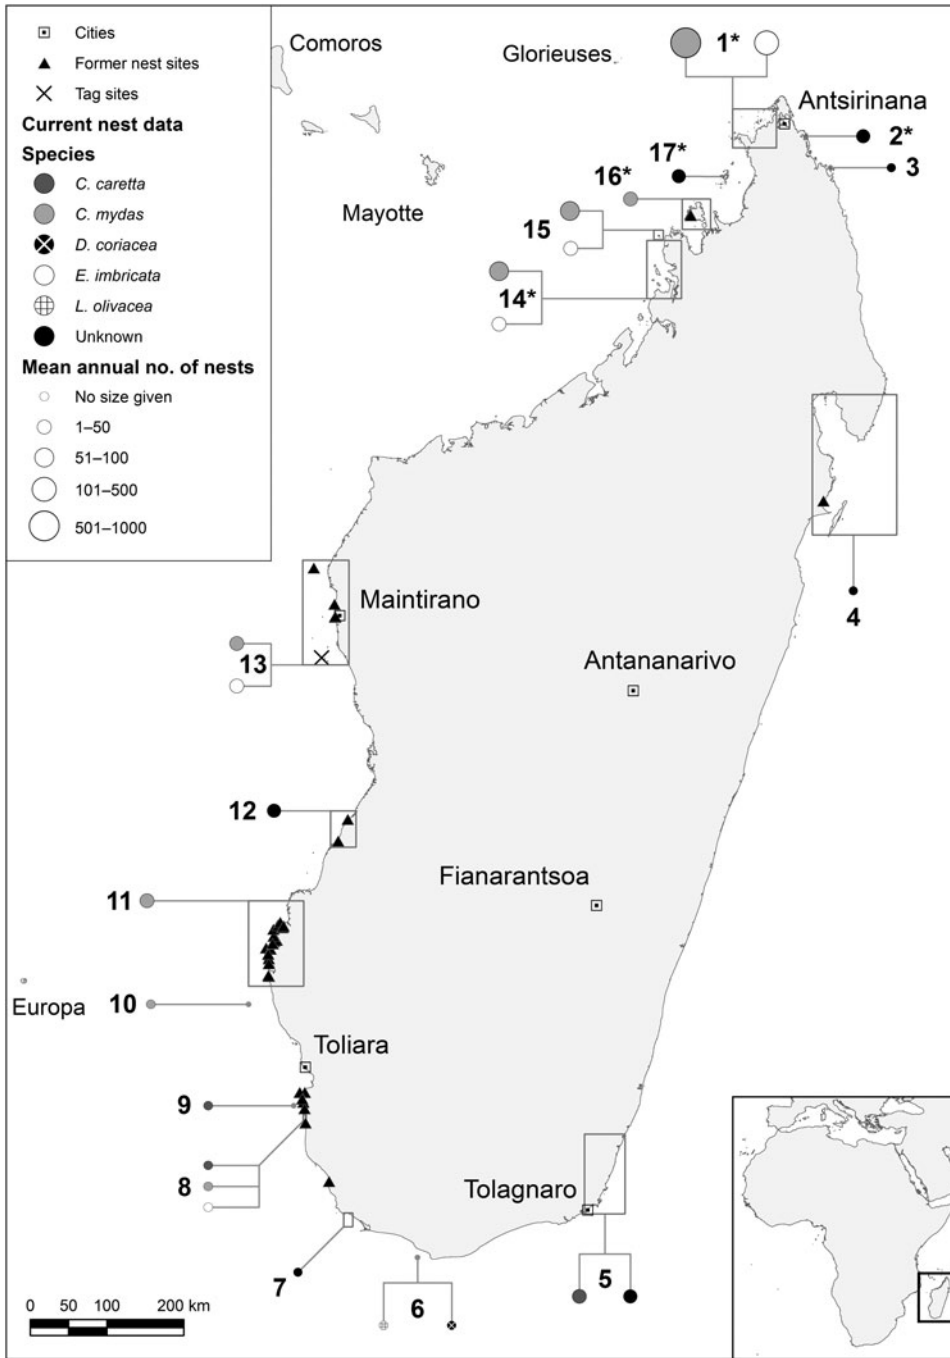 Cities
Former nest sites
Tag sites
Current nest data
Species
C. caretta
C. mydas
D. coriacea
E. imbricata
L. olivacea
Unknown
Mean annual no. of nests
No size given
1–50
51–100
101–500
501–1000
Comoros
Glorieuses
1*
Antsirinana
2*
3
17*
16*
Mayotte
15
14*
4
Maintirano
13
Antananarivo
12
Fianarantsoa
11
Europa
10
Toliara
9
8
Tolagnaro
7
6
5
0 50 100 200 km